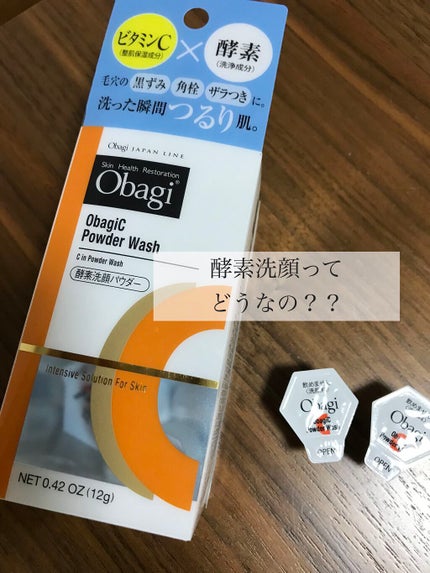 ビタミンC
(整肌保湿成分)
×
酵素
(洗浄成分)
毛穴の 黒ずみ 角栓 ザラつき に。
洗った瞬間つるり肌。
Obagi JAPAN LINE
Skin Health Restoration
Obagi®
ObagiC
Powder Wash
C in Powder Wash
酵素洗顔パウダー
Intensive Solution For Skin
NET 0.42 OZ (12g)
酵素洗顔って
どうなの？？
Obagi
OPEN
Obagi
OPEN